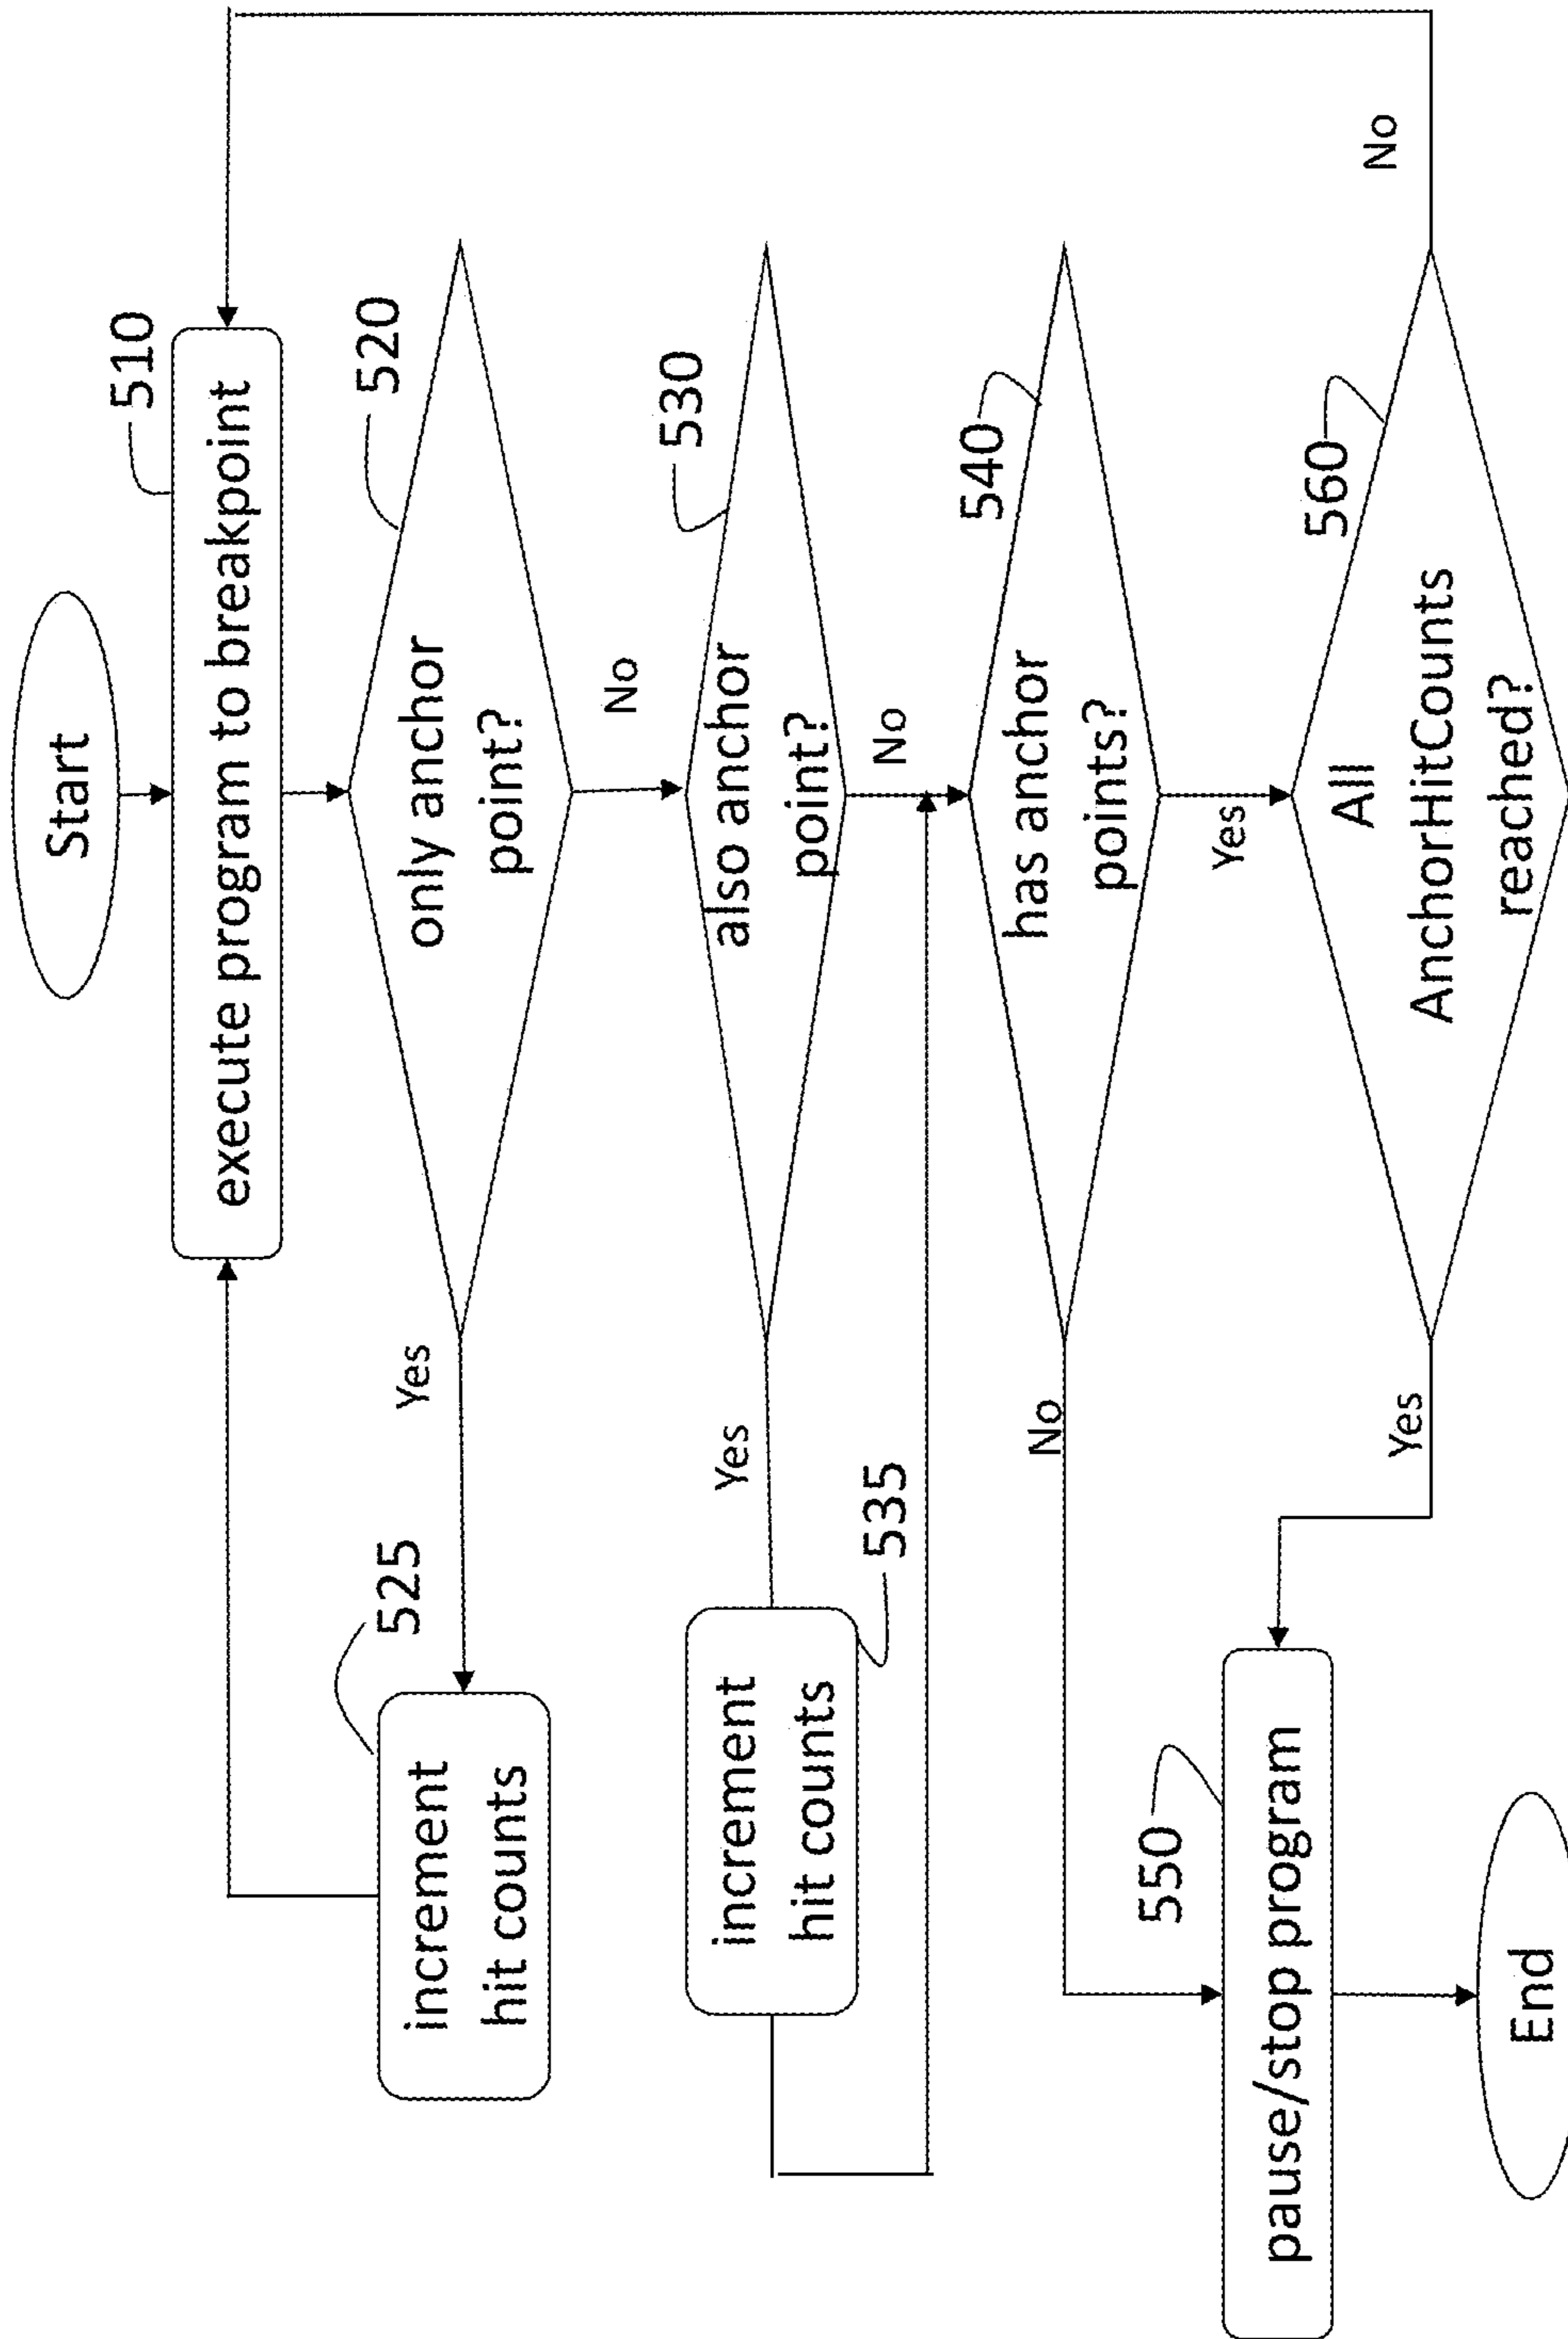 Start
510
execute program to breakpoint
520
only anchor
point?
Yes
525
increment
hit counts
No
530
also anchor
point?
Yes
increment
hit counts
535
No
540
has anchor
points?
No
Yes
550
pause/stop program
560
All
AnchorHitCounts
reached?
Yes
No
End